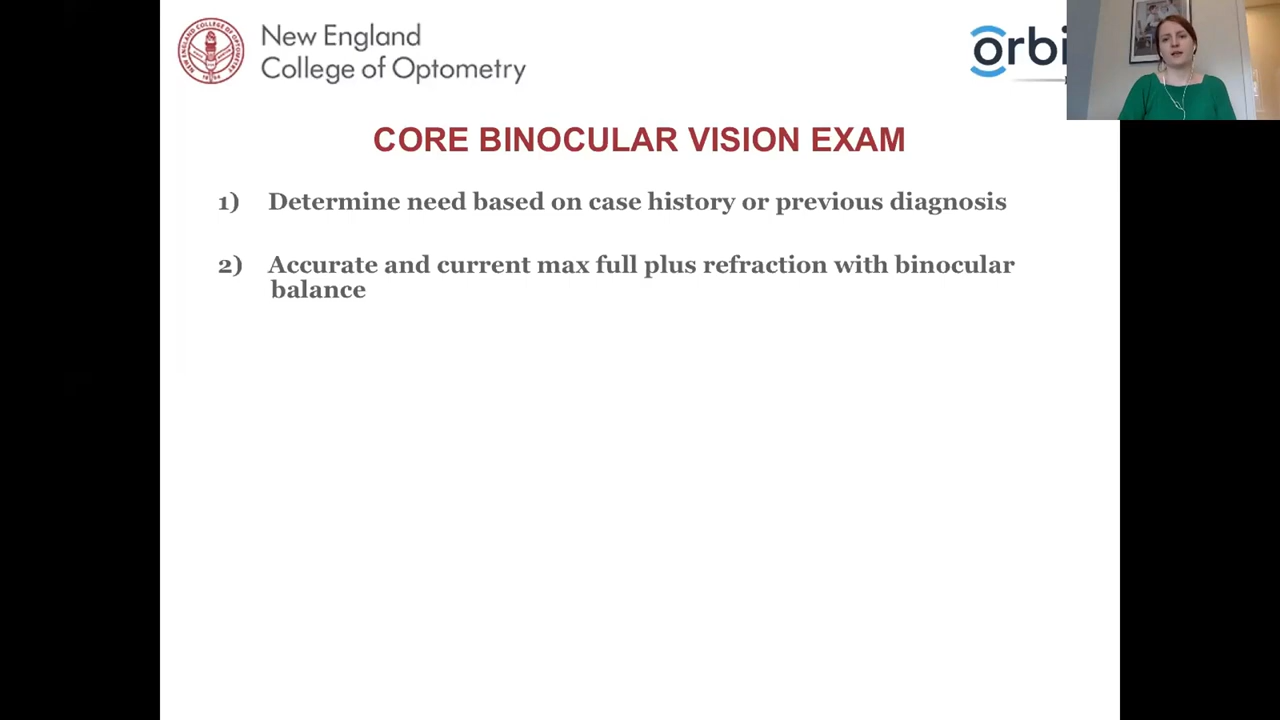 New England
College of Optometry
CORE BINOCULAR VISION EXAM
1) Determine need based on case history or previous diagnosis
2) Accurate and current max full plus refraction with binocular
balance